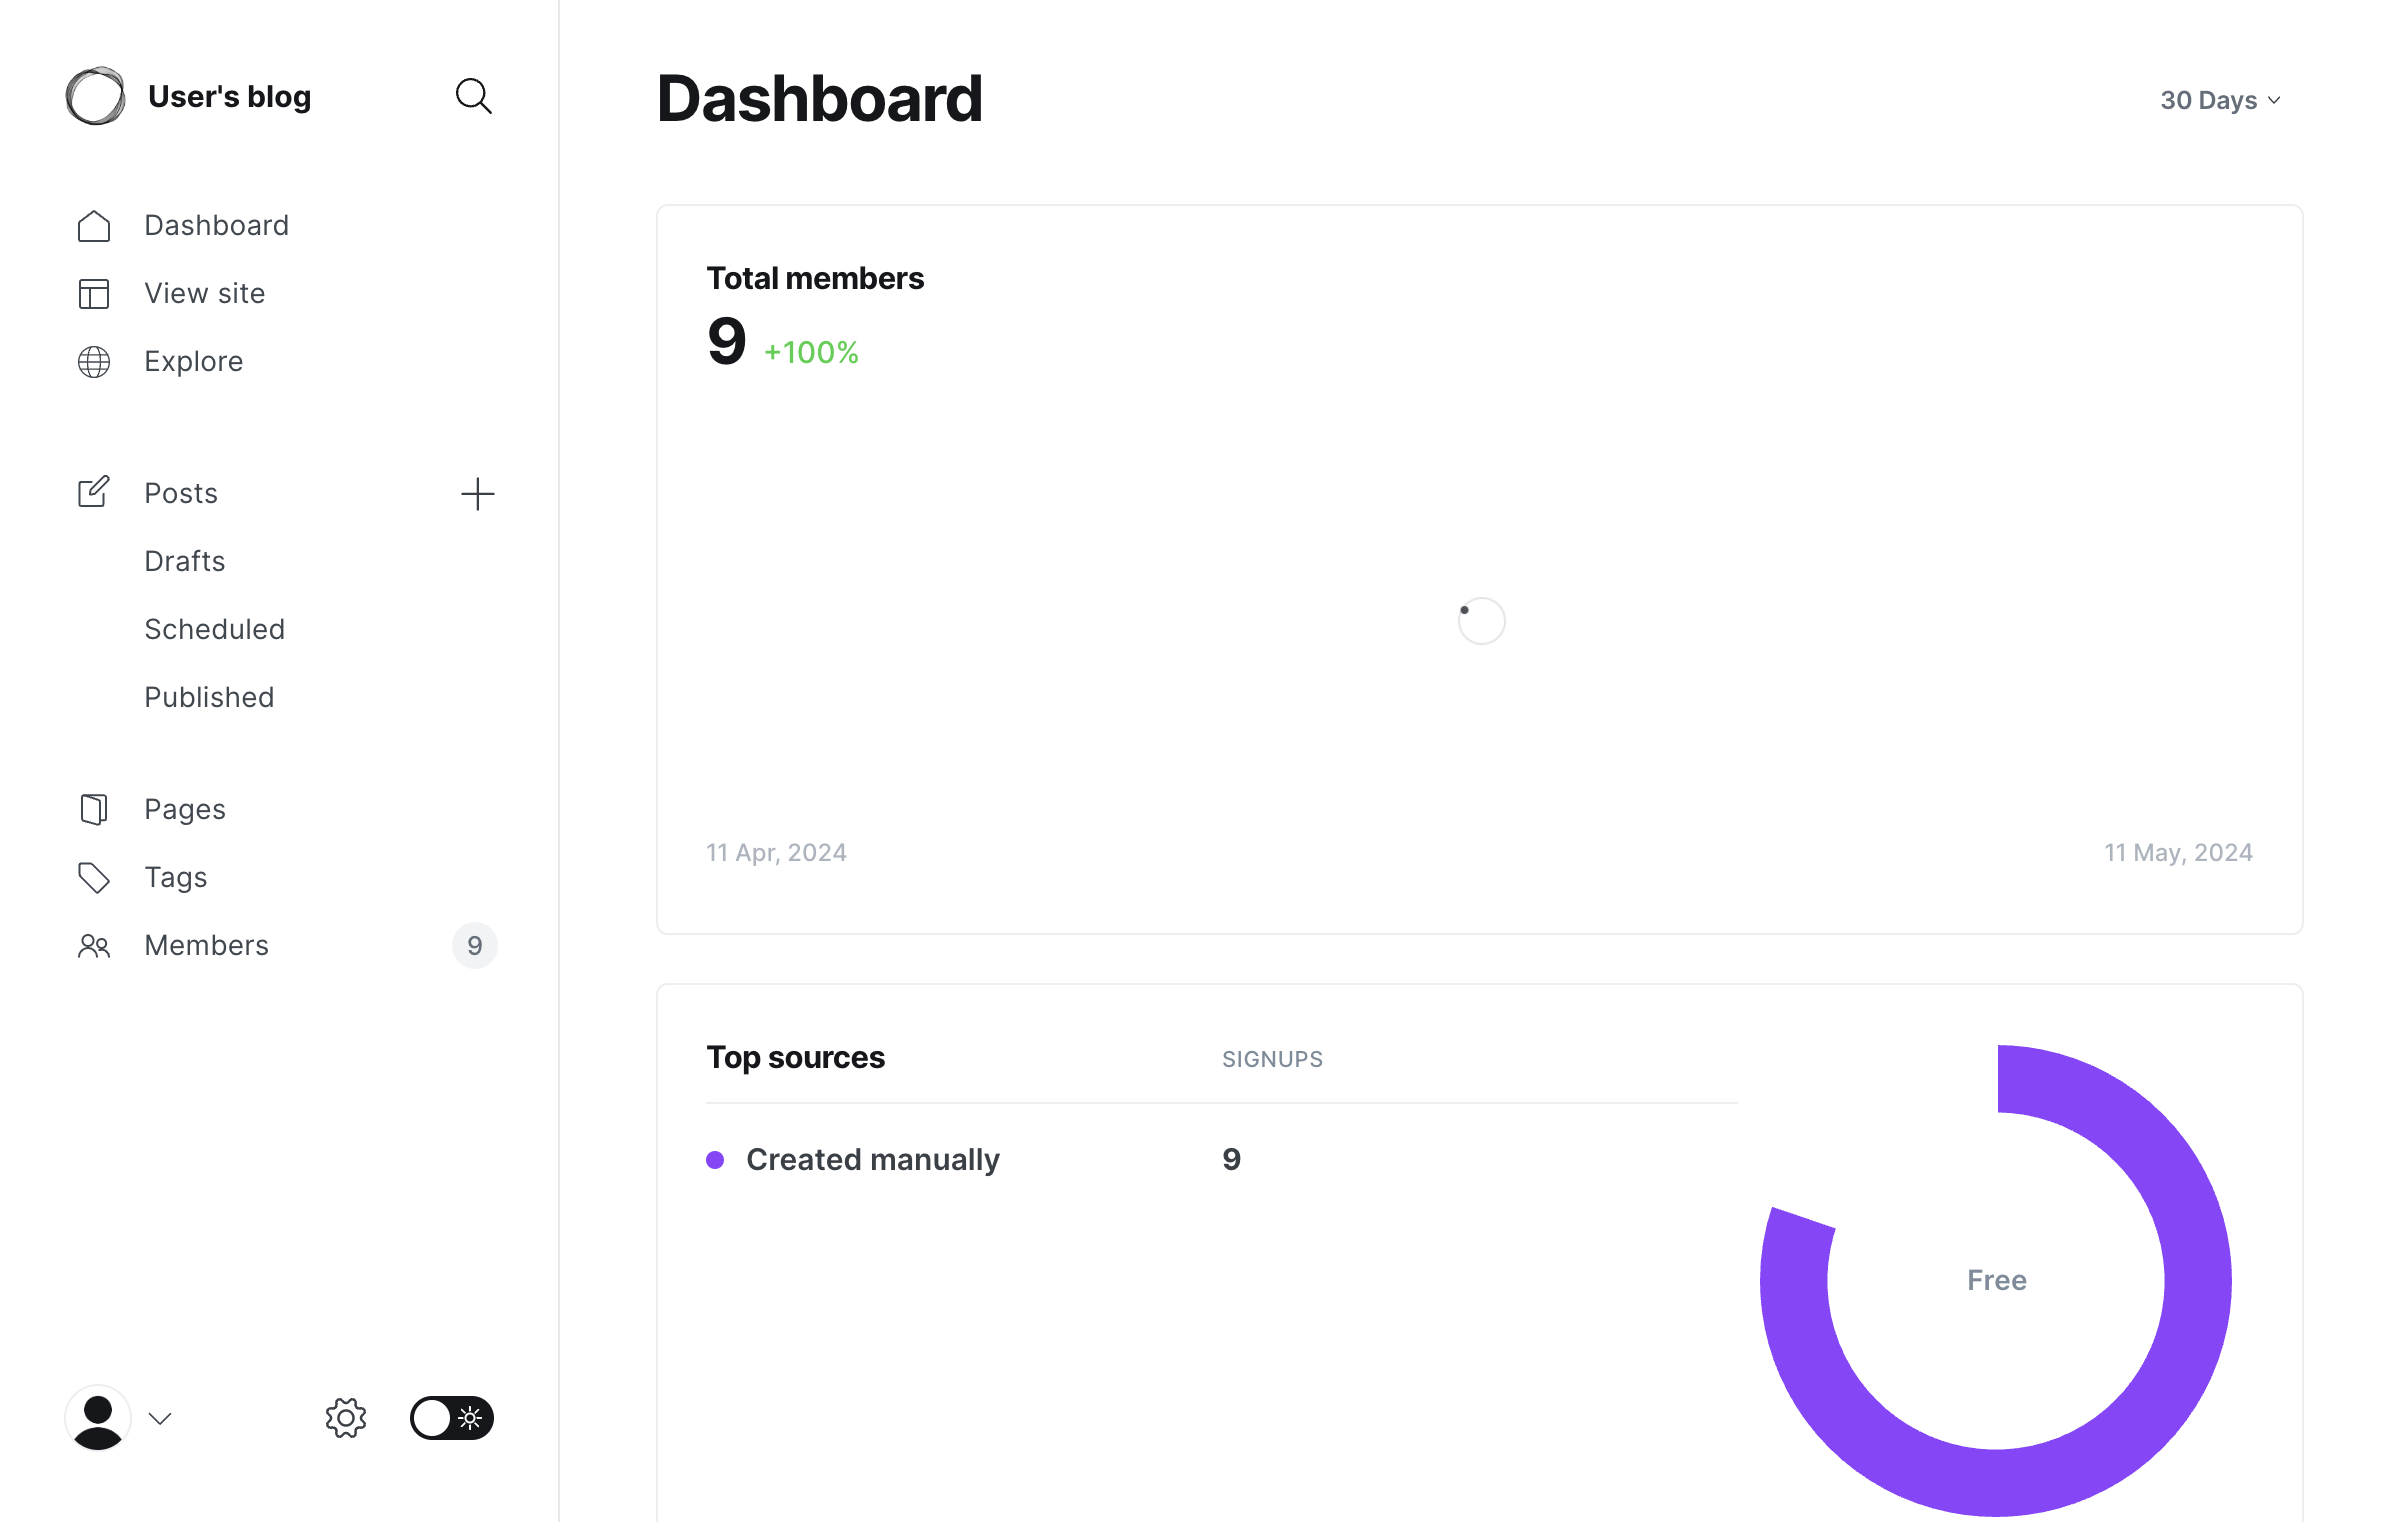 User's blog
Dashboard
View site
Explore
Posts
Drafts
Scheduled
Published
Pages
Tags
Members
9
Dashboard
30 Days
Total members
9 +100%
11 Apr, 2024
11 May, 2024
Top sources
SIGNUPS
Created manually
9
Free